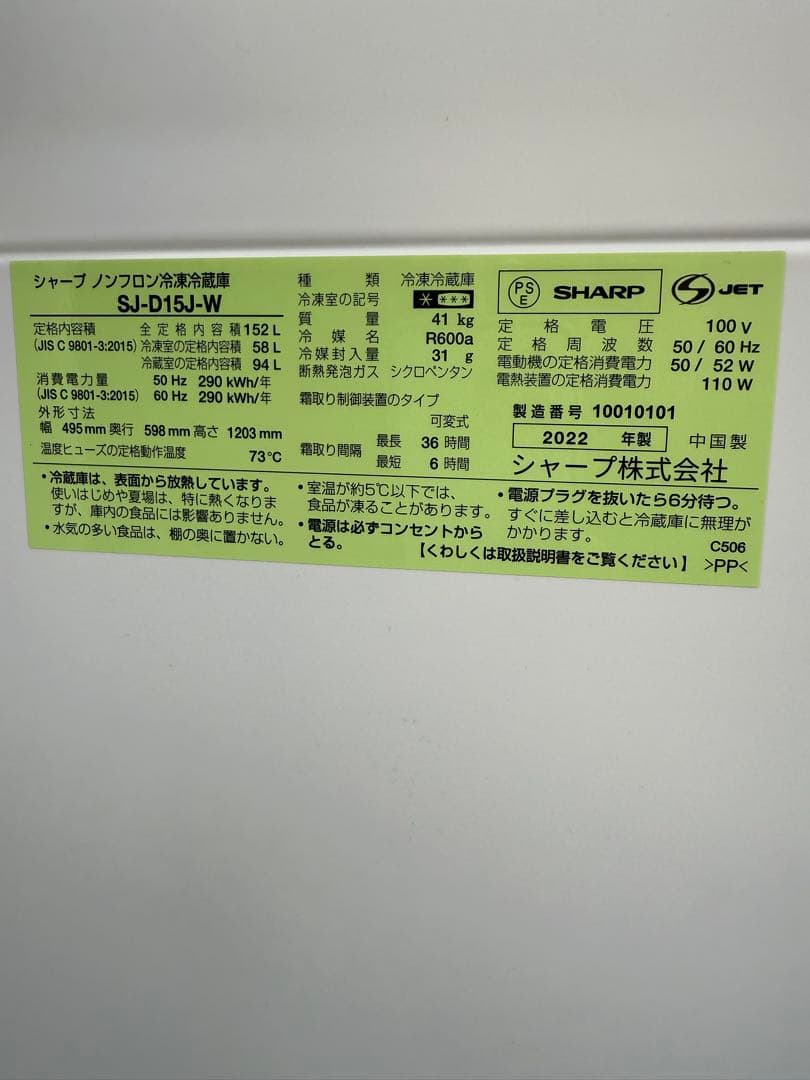 シャープ ノンフロン冷凍冷蔵庫
SJ-D15J-W
定格内容積 全定格内容積 152 L
(JIS C 9801-3:2015) 冷凍室の定格内容積 58 L
冷蔵室の定格内容積 94 L
消費電力量 50 Hz 290 kWh/年
(JIS C 9801-3:2015) 60 Hz 290 kWh/年
外形寸法
幅 495 mm 奥行 598 mm 高さ 1203 mm
温度ヒューズの定格動作温度 73℃
種類 冷凍冷蔵庫
冷凍室の記号 * ***
質量 41 kg
冷媒名 R600a
冷媒封入量 31 g
断熱発泡ガス シクロペンタン
霜取り制御装置のタイプ
可変式
霜取り間隔 最長 36 時間
最短 6 時間
PS
E
SHARP
JET
定格電圧 100 V
定格周波数 50 / 60 Hz
電動機の定格消費電力 50 / 52 W
電熱装置の定格消費電力 110 W
製造番号 10010101
2022 年製 中国製
シャープ株式会社
・冷蔵庫は、表面から放熱しています。
使いはじめや夏場は、特に熱くなりま
すが、庫内の食品には影響ありません。
・水気の多い食品は、棚の奥に置かない。
・室温が約5℃以下では、
食品が凍ることがあります。
・電源は必ずコンセントから
とる。
・電源プラグを抜いたら6分待つ。
すぐに差し込むと冷蔵庫に無理が
かかります。
C506
【くわしくは取扱説明書をご覧ください】 >PP<